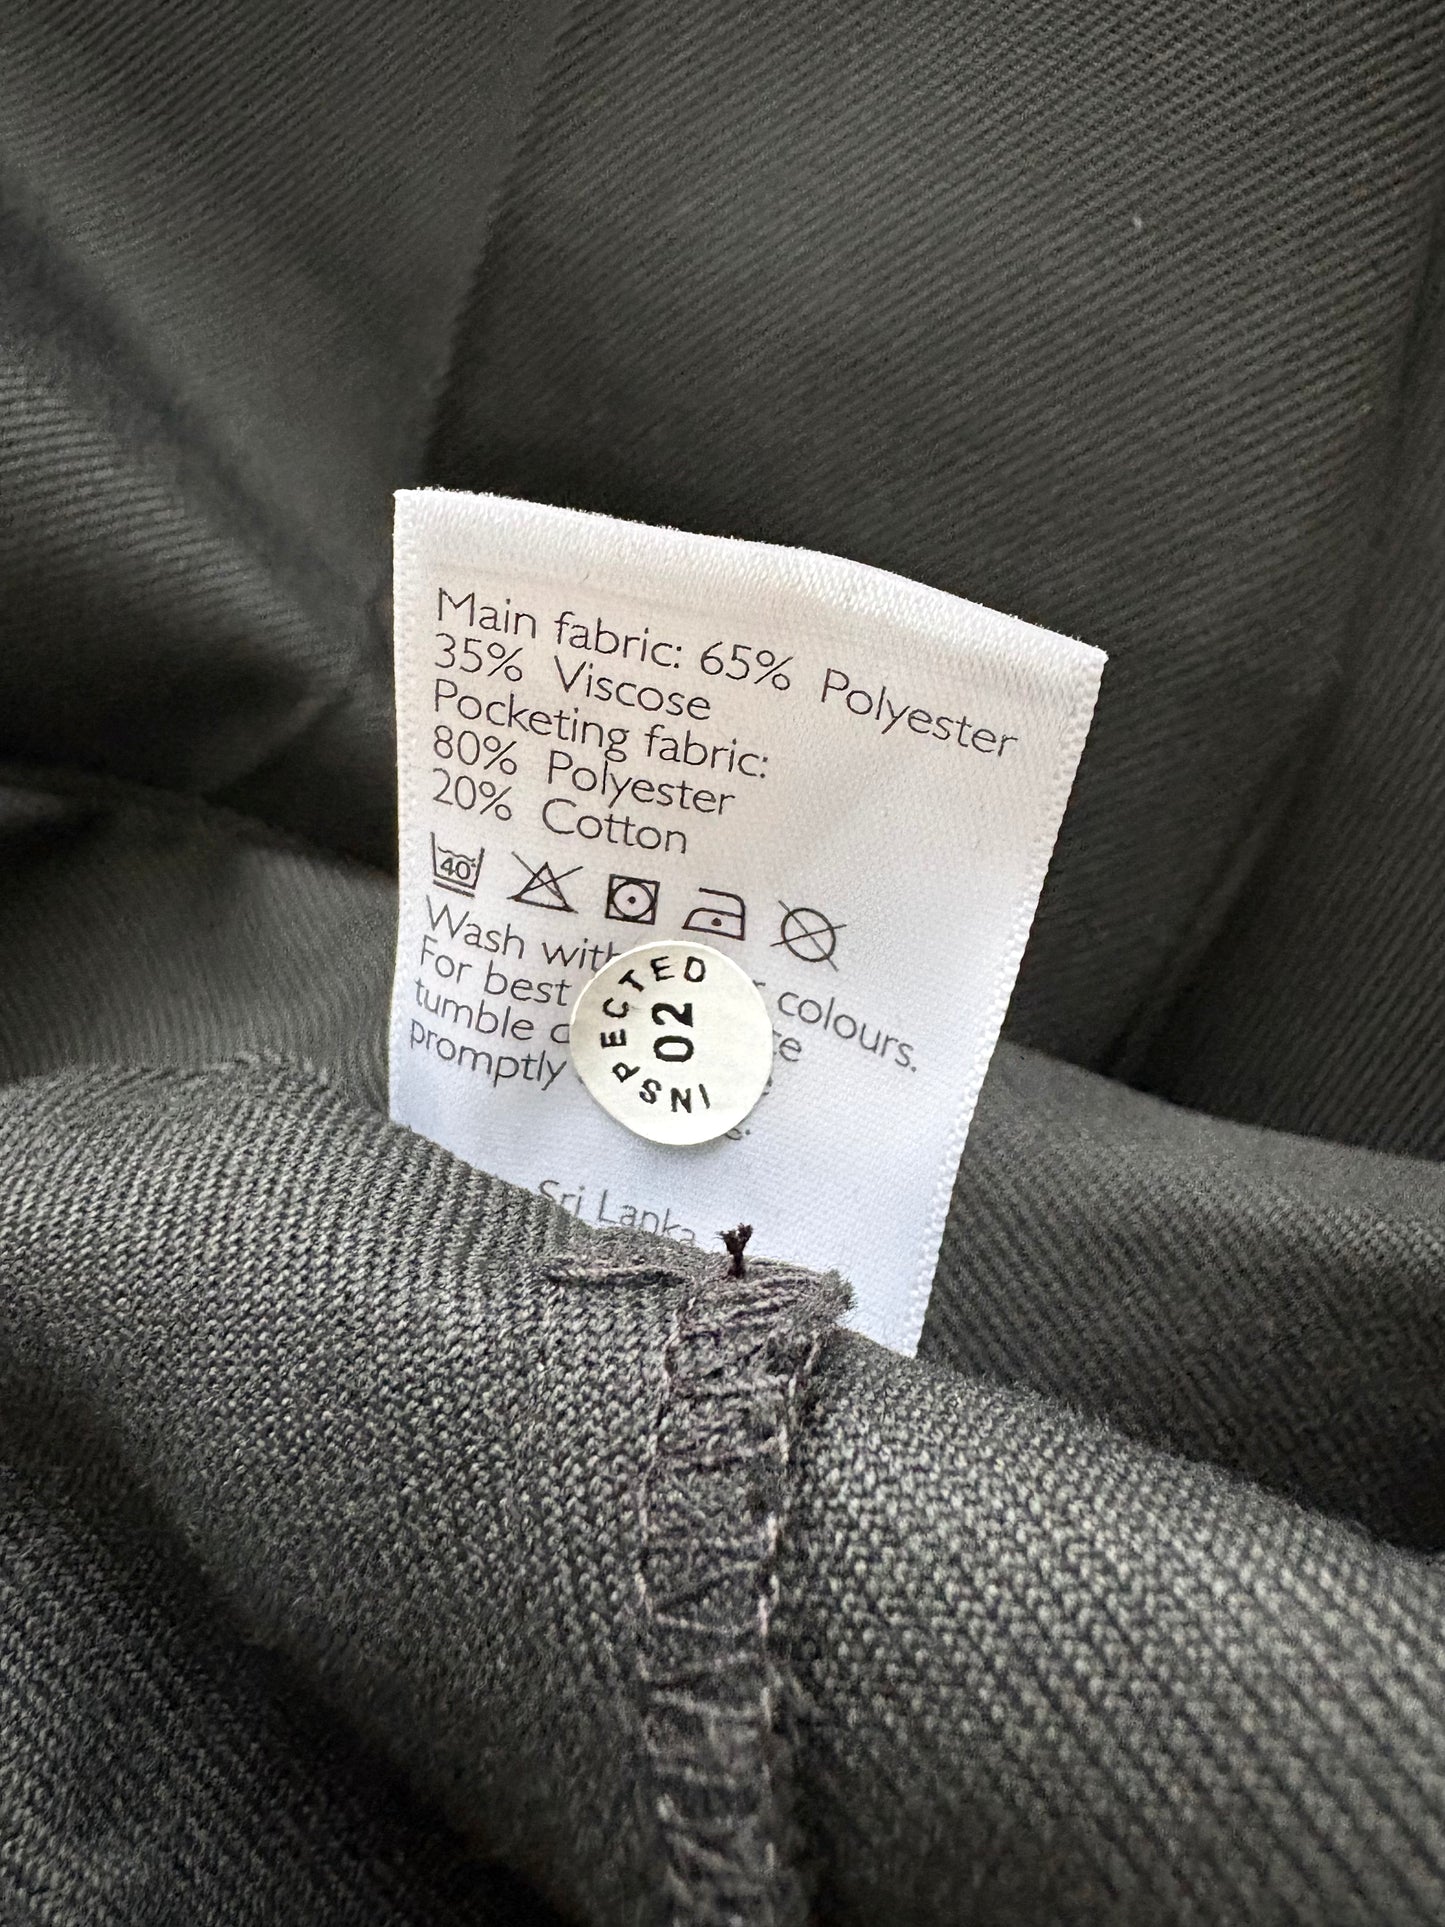 Main fabric: 65% Polyester
35% Viscose
Pocketing fabric:
80% Polyester
20% Cotton
40°
Wash with colours.
For best
tumble
promptly
INSPECTED
02
Sri Lanka